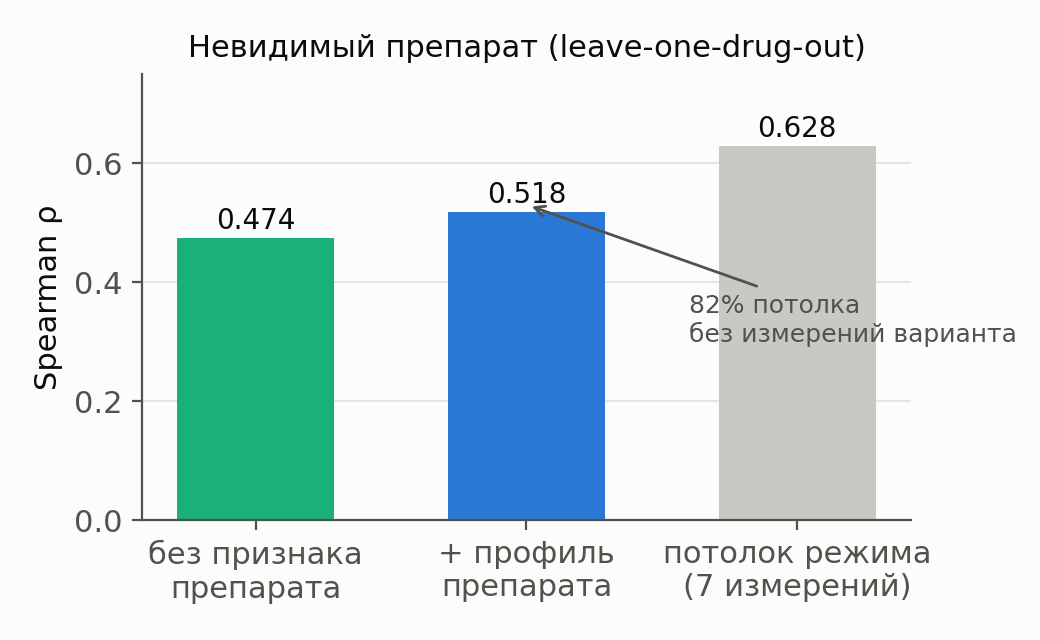 Невидимый препарат (leave-one-drug-out)
Spearman ρ
0.6
0.4
0.2
0.0
0.474
0.518
0.628
82% потолка
без измерений варианта
без признака
препарата
+ профиль
препарата
потолок режима
(7 измерений)